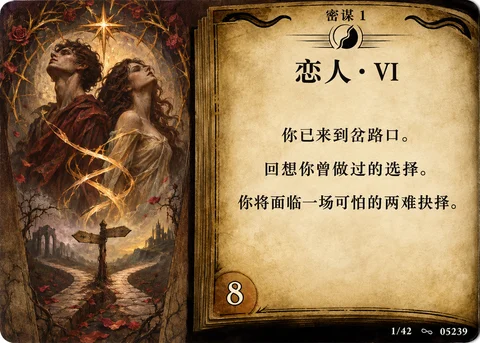 密谋 1
恋人·VI
你已来到岔路口。
回想你曾做过的选择。
你将面临一场可怕的两难抉择。
8
1/42 05239